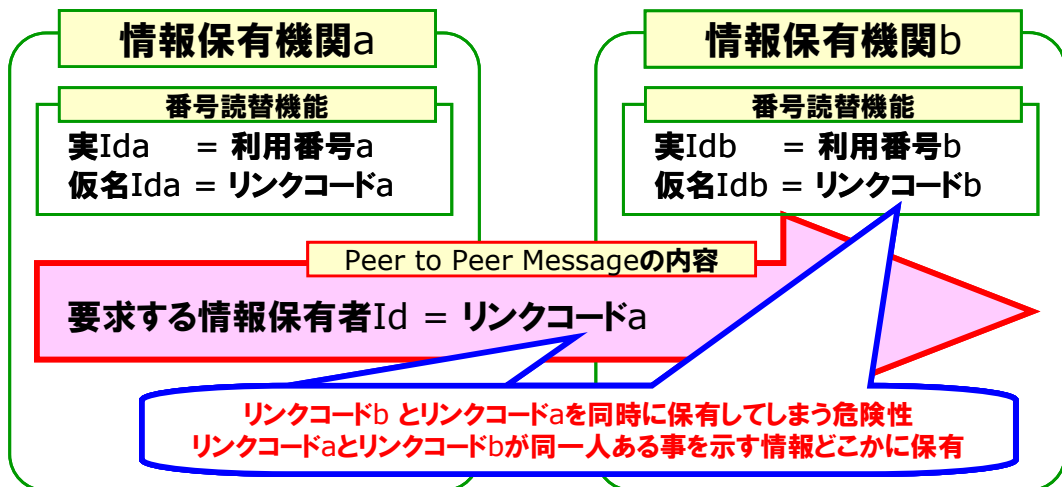 情報保有機関a
番号読替機能
実Ida = 利用番号a
仮名Ida = リンクコードa
情報保有機関b
番号読替機能
実Idb = 利用番号b
仮名Idb = リンクコードb
Peer to Peer Messageの内容
要求する情報保有者Id = リンクコードa
リンクコードb とリンクコードaを同時に保有してしまう危険性
リンクコードaとリンクコードbが同一人ある事を示す情報どこかに保有